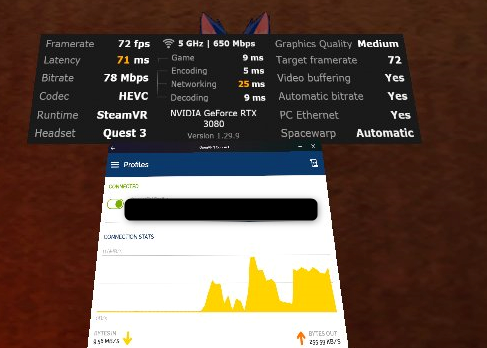 Framerate 72 fps
Latency 71 ms
Bitrate 78 Mbps
Codec HEVC
Runtime SteamVR
Headset Quest 3
5 GHz | 650 Mbps
Game 9 ms
Encoding 5 ms
Networking 25 ms
Decoding 9 ms
NVIDIA GeForce RTX
3080
Version 1.29.9
Graphics Quality Medium
Target framerate 72
Video buffering Yes
Automatic bitrate Yes
PC Ethernet Yes
Spacewarp Automatic
Profiles
CONNECTED
CONNECTION STATS
BYTES IN
BYTES OUT